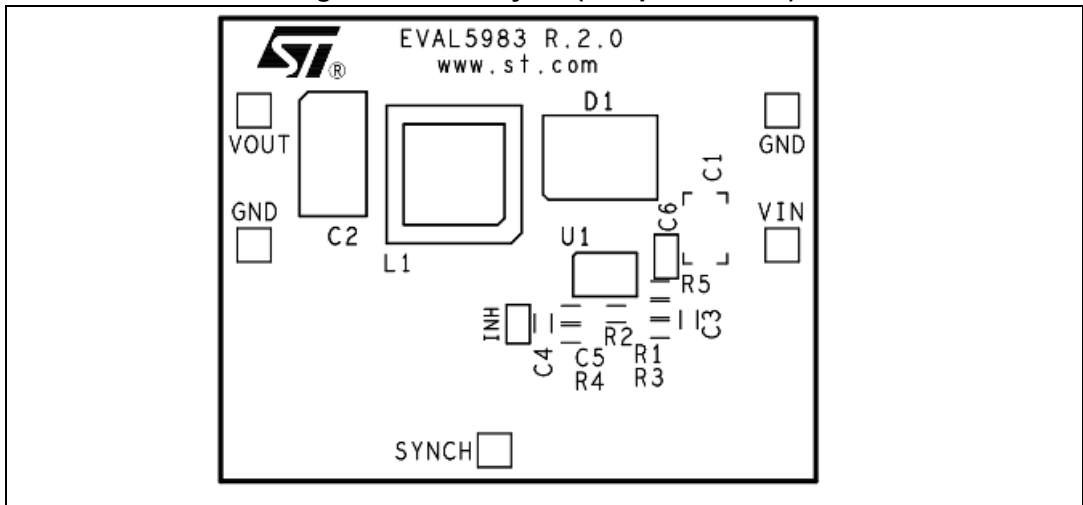 ST®
EVAL5983 R.2.0
www.st.com
D1
VOUT
GND
C1
GND
C6
VIN
C2
U1
L1
R5
INH
C3
R2
C4
C5
R1
R4
R3
SYNCH